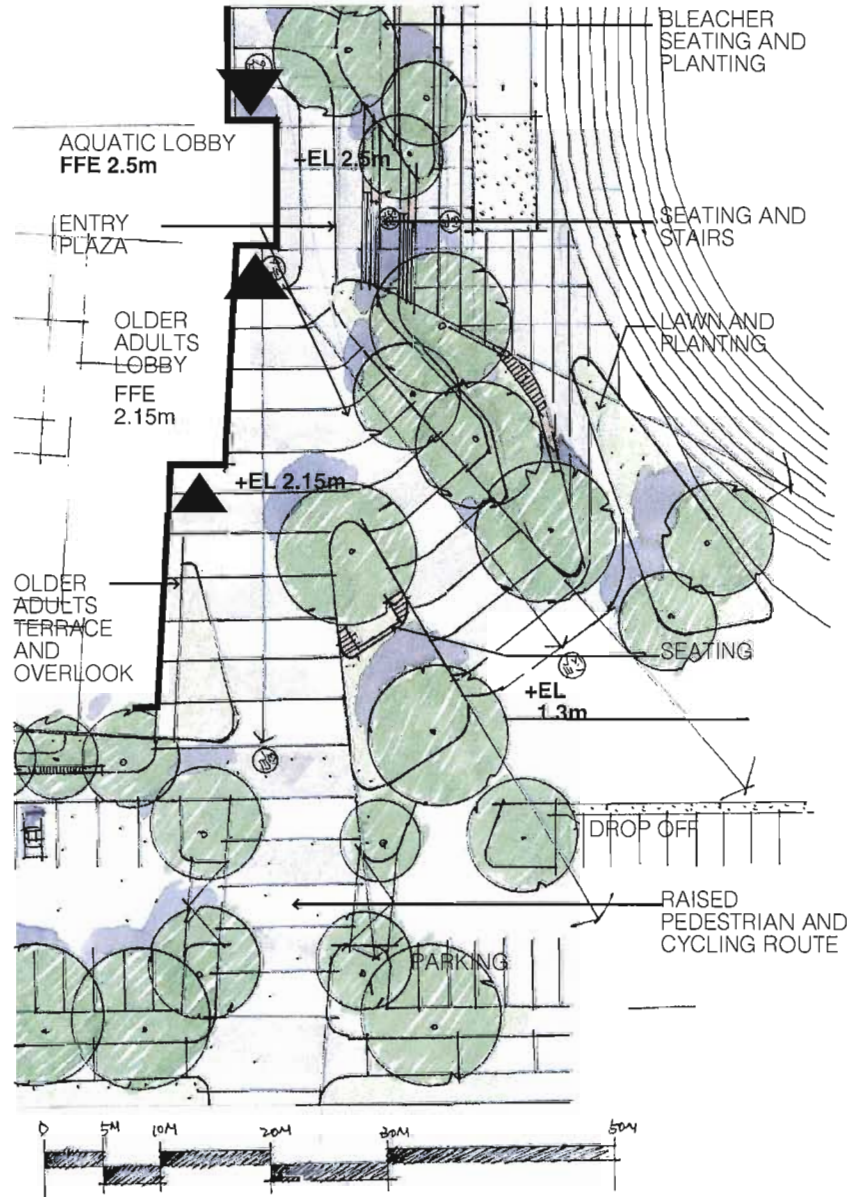 BLEACHER
SEATING AND
PLANTING
AQUATIC LOBBY
FFE 2.5m
+EL 2.5m
ENTRY
PLAZA
SEATING AND
STAIRS
OLDER
ADULTS
LOBBY
FFE
2.15m
LAWN AND
PLANTING
+EL 2.15m
OLDER
ADULTS
TERRACE
AND
OVERLOOK
SEATING
+EL
1.3m
DROP OFF
RAISED
PEDESTRIAN AND
CYCLING ROUTE
PARKING
0 5M 10M 20M 30M 50M